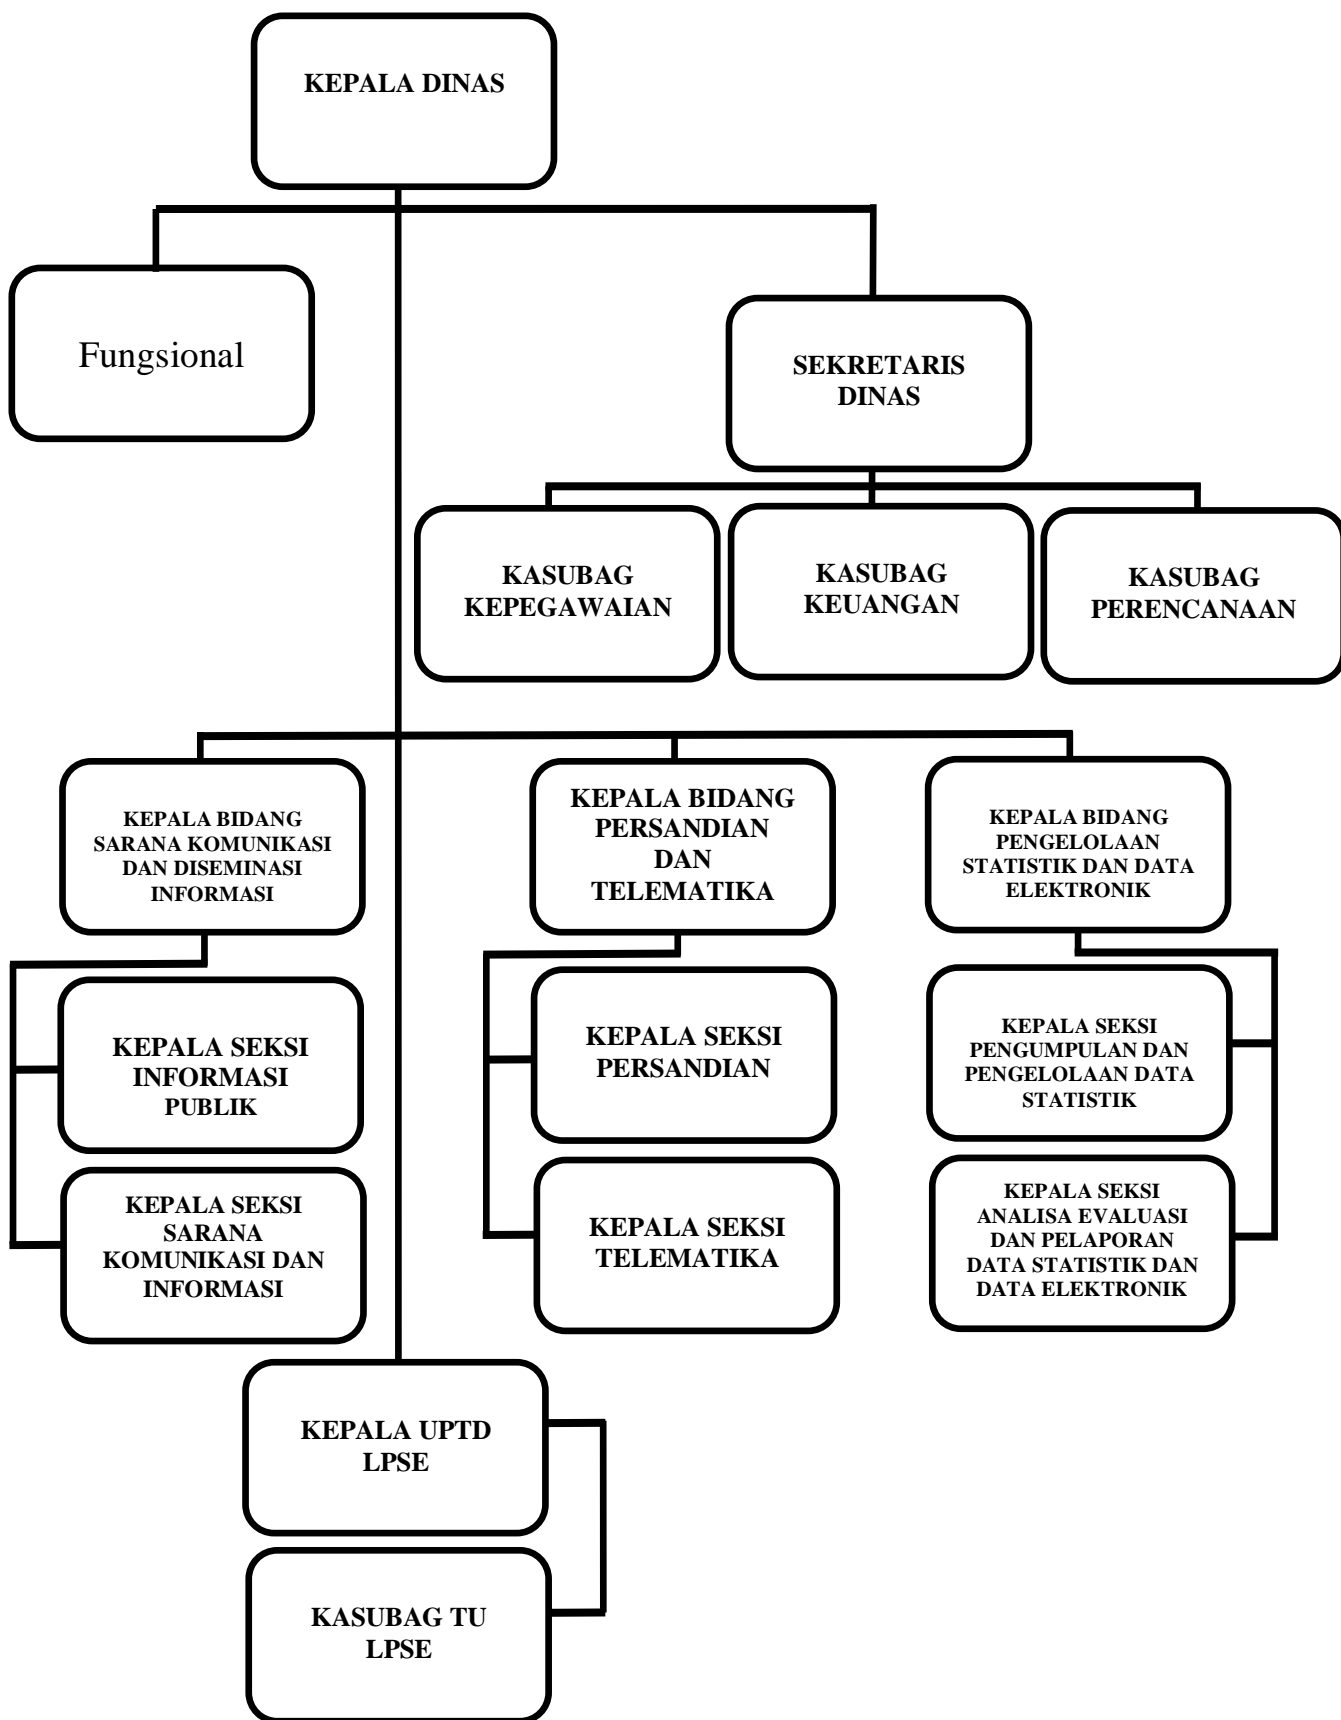 KEPALA DINAS
Fungsional
SEKRETARIS
DINAS
KASUBAG
KEPEGAWAIAN
KASUBAG
KEUANGAN
KASUBAG
PERENCANAAN
KEPALA BIDANG
SARANA KOMUNIKASI
DAN DISEMINASI
INFORMASI
KEPALA BIDANG
PERSANDIAN
DAN
TELEMATIKA
KEPALA BIDANG
PENGELOLAAN
STATISTIK DAN DATA
ELEKTRONIK
KEPALA SEKSI
INFORMASI
PUBLIK
KEPALA SEKSI
PERSANDIAN
KEPALA SEKSI
PENGUMPULAN DAN
PENGELOLAAN DATA
STATISTIK
KEPALA SEKSI
SARANA
KOMUNIKASI DAN
INFORMASI
KEPALA SEKSI
TELEMATIKA
KEPALA SEKSI
ANALISA EVALUASI
DAN PELAPORAN
DATA STATISTIK DAN
DATA ELEKTRONIK
KEPALA UPTD
LPSE
KASUBAG TU
LPSE